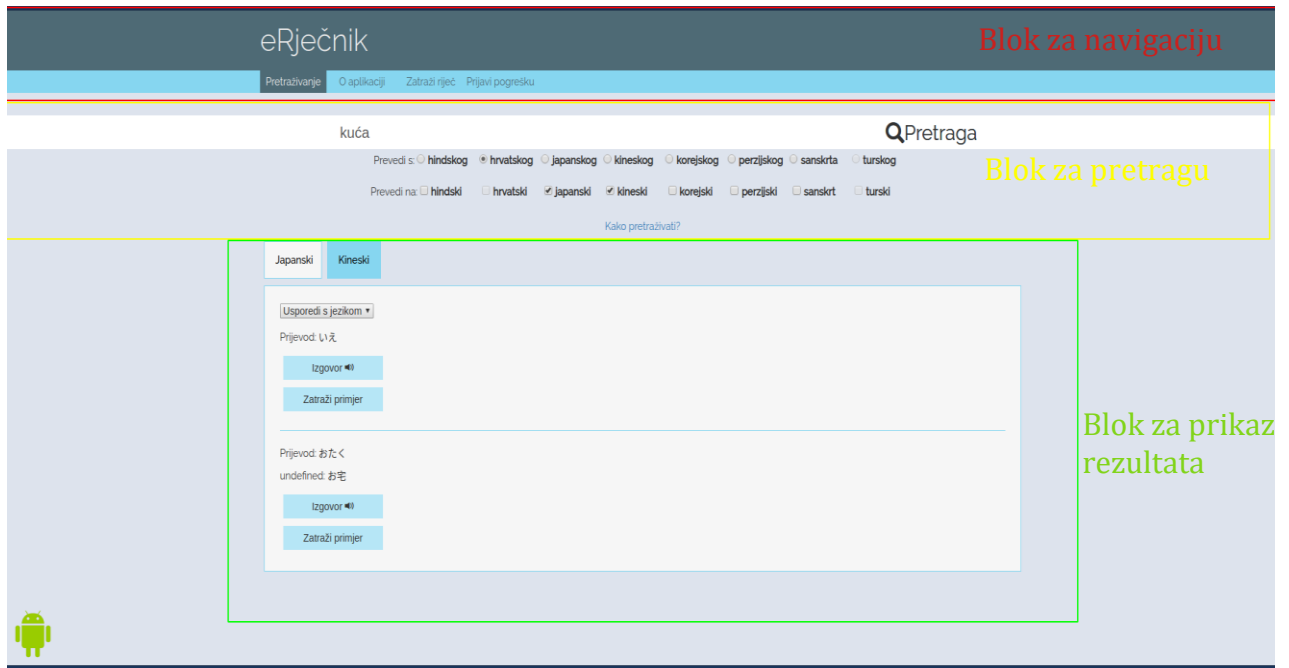 eRječnik
Blok za navigaciju
Pretraživanje O aplikaciji Zatraži riječ Prijavi pogrešku
kuća Pretraga
Prevedi s: hindskog hrvatskog japanskog kineskog korejskog perzijskog sanskrta turskog
Blok za pretragu
Prevedi na: hindski hrvatski japanski kineski korejski perzijski sanskrt turski
Kako pretraživati?
Japanski Kineski
Usporedi s jezikom
Prijevod: いえ
Izgovor
Zatraži primjer
Blok za prikaz
rezultata
Prijevod: おたく
undefined: お宅
Izgovor
Zatraži primjer